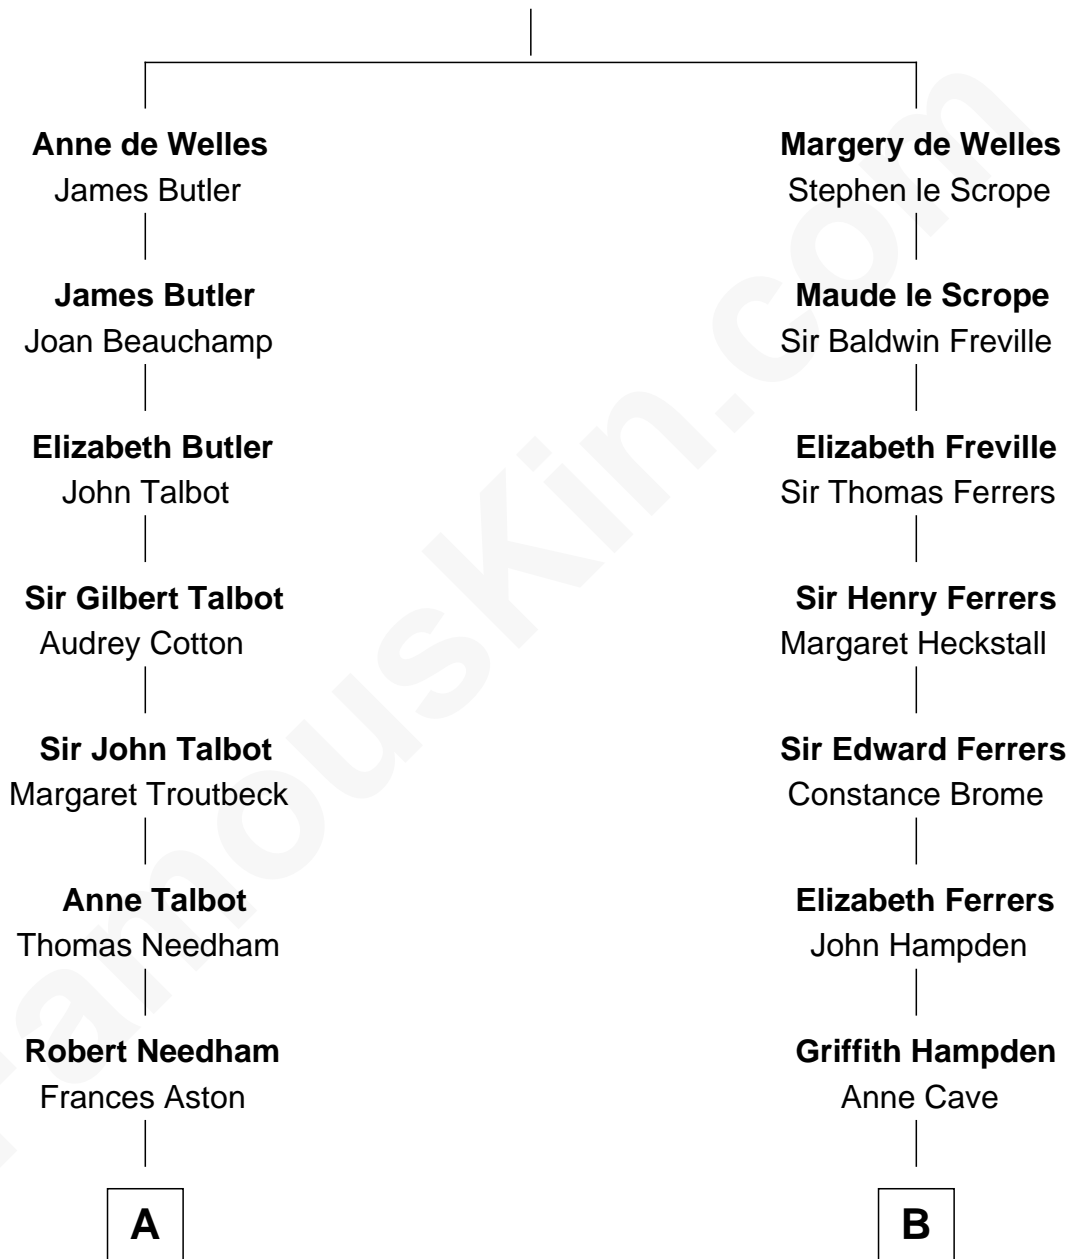 Anne de Welles
James Butler
James Butler
Joan Beauchamp
Elizabeth Butler
John Talbot
Sir Gilbert Talbot
Audrey Cotton
Sir John Talbot
Margaret Troutbeck
Anne Talbot
Thomas Needham
Robert Needham
Frances Aston
A
Margery de Welles
Stephen le Scrope
Maude le Scrope
Sir Baldwin Freville
Elizabeth Freville
Sir Thomas Ferrers
Sir Henry Ferrers
Margaret Heckstall
Sir Edward Ferrers
Constance Brome
Elizabeth Ferrers
John Hampden
Griffith Hampden
Anne Cave
B
FamousKin.com